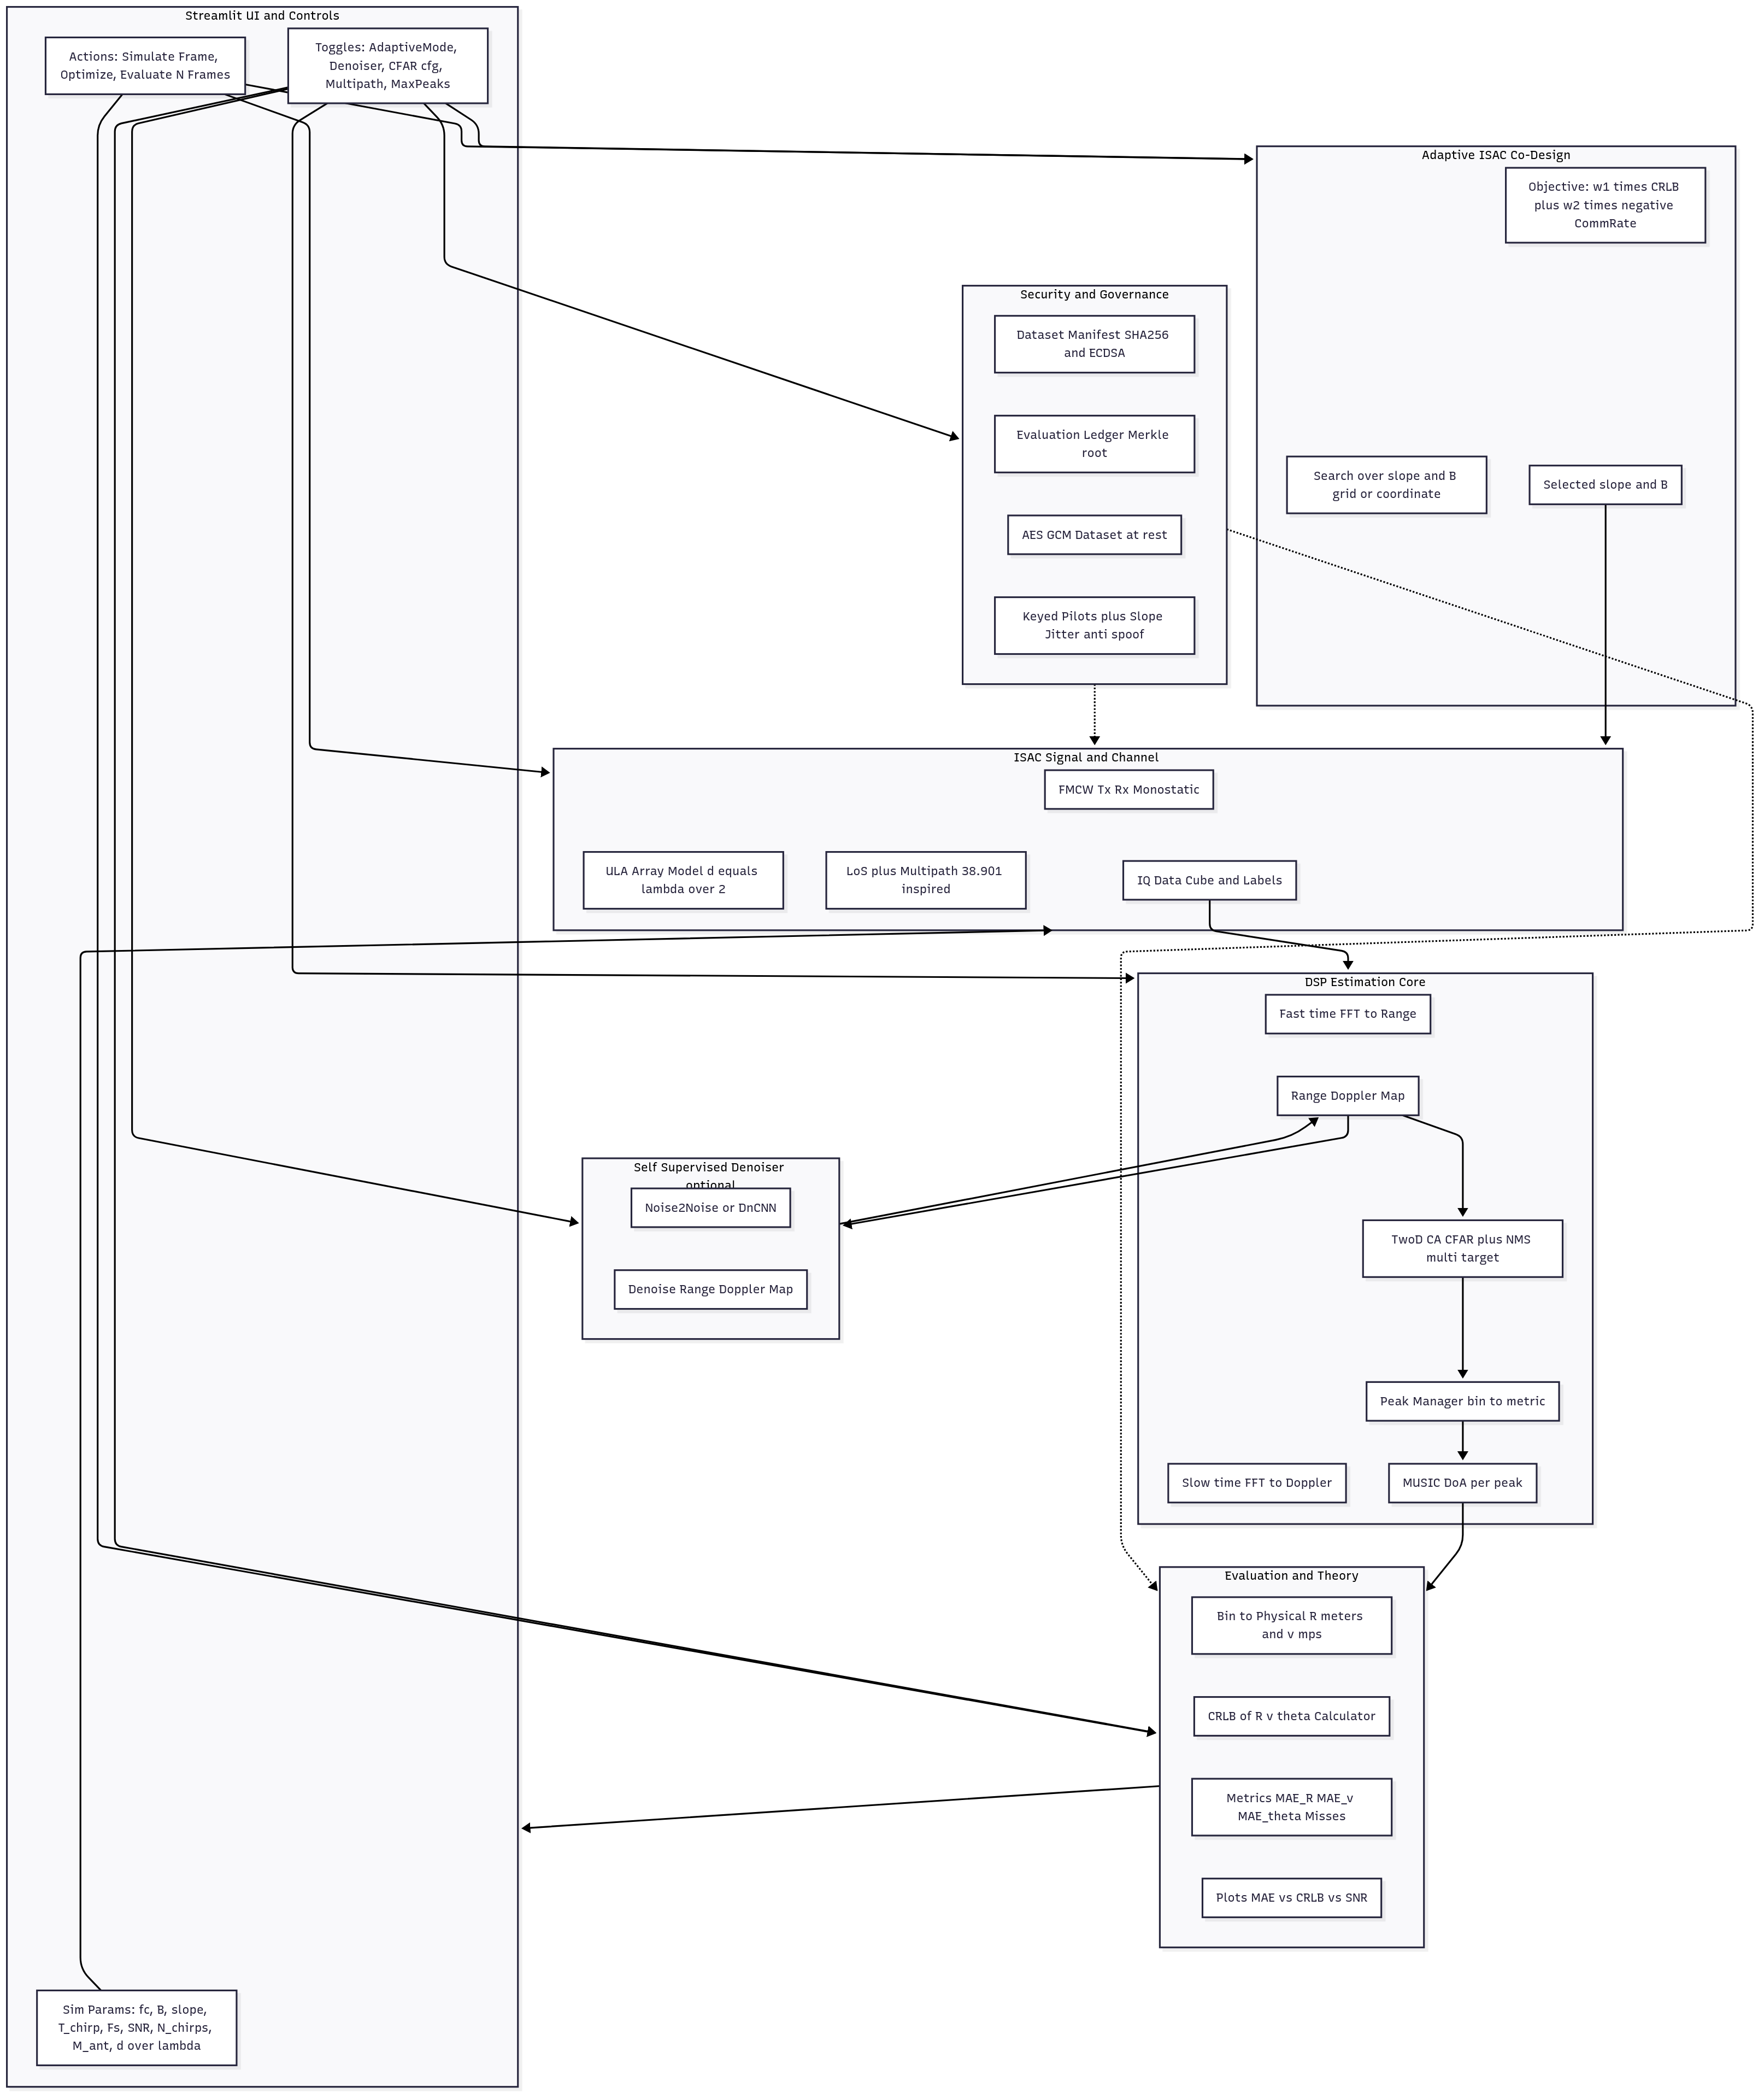 Streamlit UI and Controls
Actions: Simulate Frame,
Optimize, Evaluate N Frames
Toggles: AdaptiveMode,
Denoiser, CFAR cfg,
Multipath, MaxPeaks
Adaptive ISAC Co-Design
Objective: w1 times CRLB
plus w2 times negative
CommRate
Search over slope and B
grid or coordinate
Selected slope and B
Security and Governance
Dataset Manifest SHA256
and ECDSA
Evaluation Ledger Merkle
root
AES GCM Dataset at rest
Keyed Pilots plus Slope
Jitter anti spoof
ISAC Signal and Channel
FMCW Tx Rx Monostatic
ULA Array Model d equals
lambda over 2
LoS plus Multipath 38.901
inspired
IQ Data Cube and Labels
DSP Estimation Core
Fast time FFT to Range
Range Doppler Map
TwoD CA CFAR plus NMS
multi target
Peak Manager bin to metric
Slow time FFT to Doppler
MUSIC DoA per peak
Self Supervised Denoiser
optional
Noise2Noise or DnCNN
Denoise Range Doppler Map
Evaluation and Theory
Bin to Physical R meters
and v mps
CRLB of R v theta Calculator
Metrics MAE_R MAE_v
MAE_theta Misses
Plots MAE vs CRLB vs SNR
Sim Params: fc, B, slope,
T_chirp, Fs, SNR, N_chirps,
M_ant, d over lambda